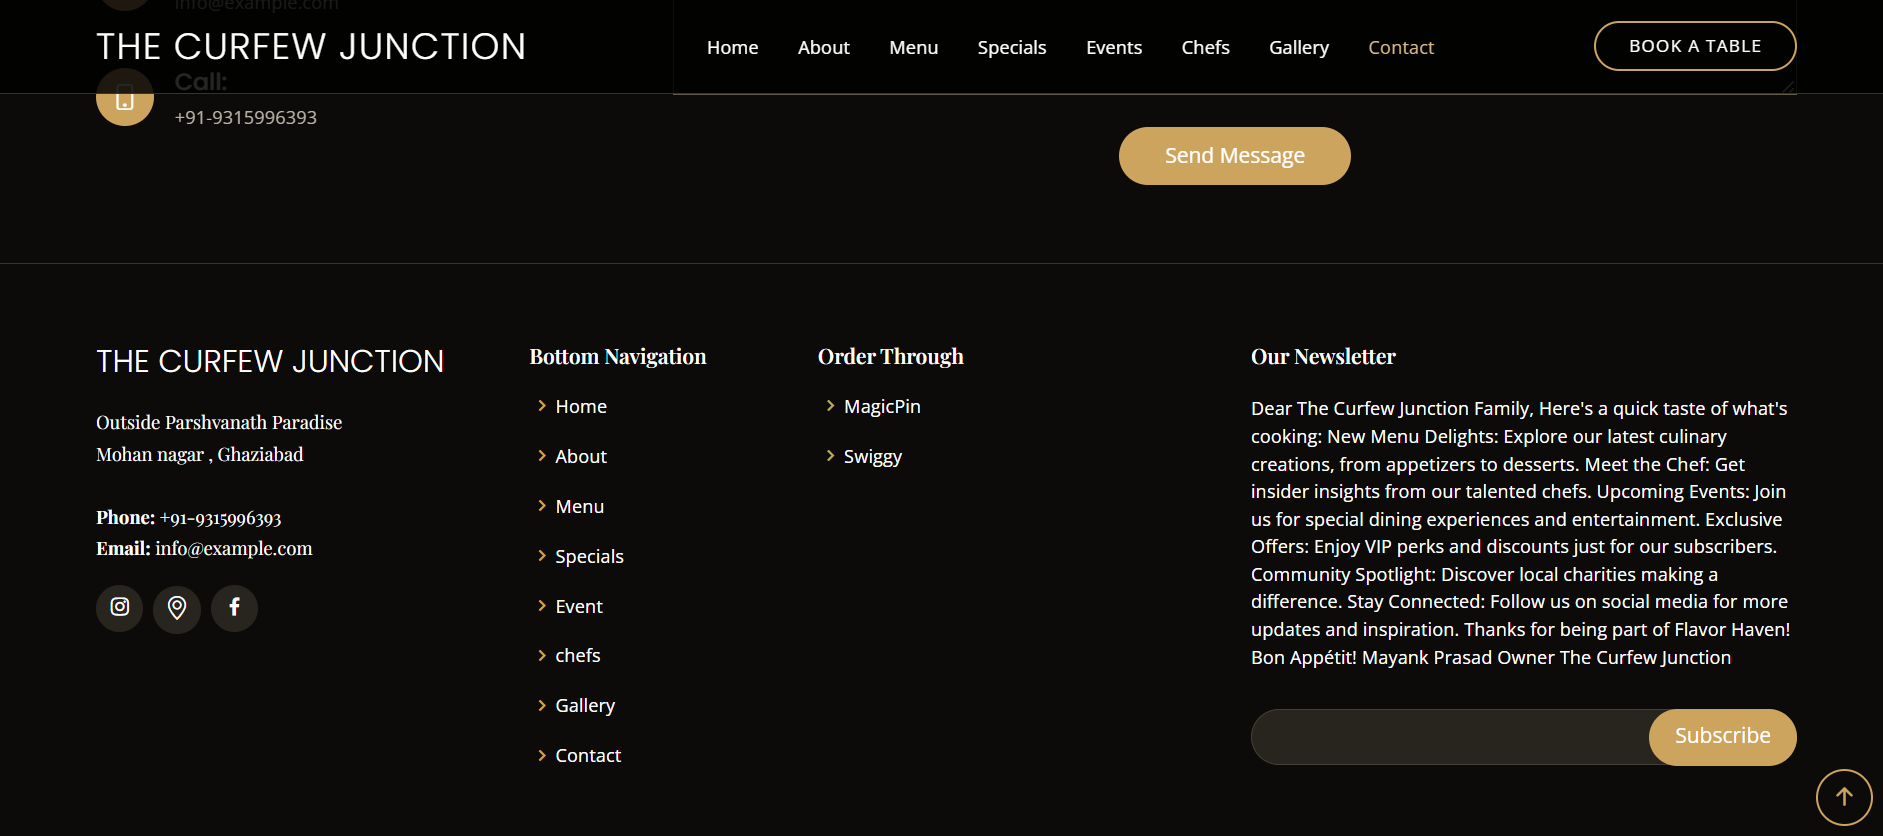 info@example.com
THE CURFEW JUNCTION
Home
About
Menu
Specials
Events
Chefs
Gallery
Contact
BOOK A TABLE
Call:
+91-9315996393
Send Message
THE CURFEW JUNCTION
Outside Parshvanath Paradise
Mohan nagar , Ghaziabad
Phone: +91-9315996393
Email: info@example.com
Bottom Navigation
Home
About
Menu
Specials
Event
chefs
Gallery
Contact
Order Through
MagicPin
Swiggy
Our Newsletter
Dear The Curfew Junction Family, Here's a quick taste of what's
cooking: New Menu Delights: Explore our latest culinary
creations, from appetizers to desserts. Meet the Chef: Get
insider insights from our talented chefs. Upcoming Events: Join
us for special dining experiences and entertainment. Exclusive
Offers: Enjoy VIP perks and discounts just for our subscribers.
Community Spotlight: Discover local charities making a
difference. Stay Connected: Follow us on social media for more
updates and inspiration. Thanks for being part of Flavor Haven!
Bon Appétit! Mayank Prasad Owner The Curfew Junction
Subscribe